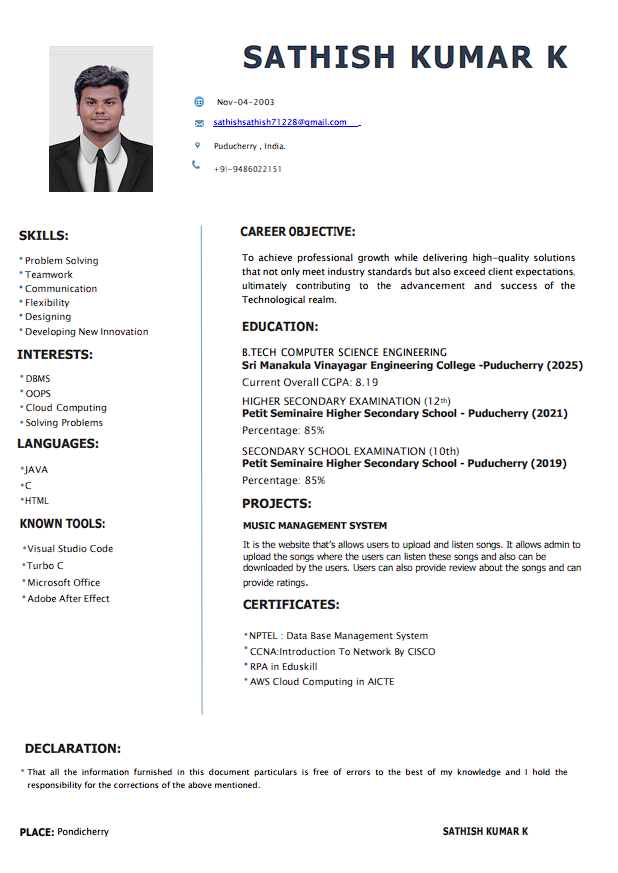 SATHISH KUMAR K
Nov-04-2003
sathishsathish71228@gmail.com
Puducherry , India.
+91-9486022151
SKILLS:
* Problem Solving
* Teamwork
* Communication
* Flexibility
* Designing
* Developing New Innovation
INTERESTS:
* DBMS
* OOPS
* Cloud Computing
* Solving Problems
LANGUAGES:
*JAVA
*C
*HTML
KNOWN TOOLS:
*Visual Studio Code
*Turbo C
*Microsoft Office
*Adobe After Effect
CAREER OBJECTIVE:
To achieve professional growth while delivering high-quality solutions
that not only meet industry standards but also exceed client expectations,
ultimately contributing to the advancement and success of the
Technological realm.
EDUCATION:
B.TECH COMPUTER SCIENCE ENGINEERING
Sri Manakula Vinayagar Engineering College -Puducherry (2025)
Current Overall CGPA: 8.19
HIGHER SECONDARY EXAMINATION (12th)
Petit Seminaire Higher Secondary School - Puducherry (2021)
Percentage: 85%
SECONDARY SCHOOL EXAMINATION (10th)
Petit Seminaire Higher Secondary School - Puducherry (2019)
Percentage: 85%
PROJECTS:
MUSIC MANAGEMENT SYSTEM
It is the website that's allows users to upload and listen songs. It allows admin to
upload the songs where the users can listen these songs and also can be
downloaded by the users. Users can also provide review about the songs and can
provide ratings.
CERTIFICATES:
*NPTEL : Data Base Management System
* CCNA:Introduction To Network By CISCO
* RPA in Eduskill
* AWS Cloud Computing in AICTE
DECLARATION:
* That all the information furnished in this document particulars is free of errors to the best of my knowledge and I hold the
responsibility for the corrections of the above mentioned.
PLACE: Pondicherry
SATHISH KUMAR K